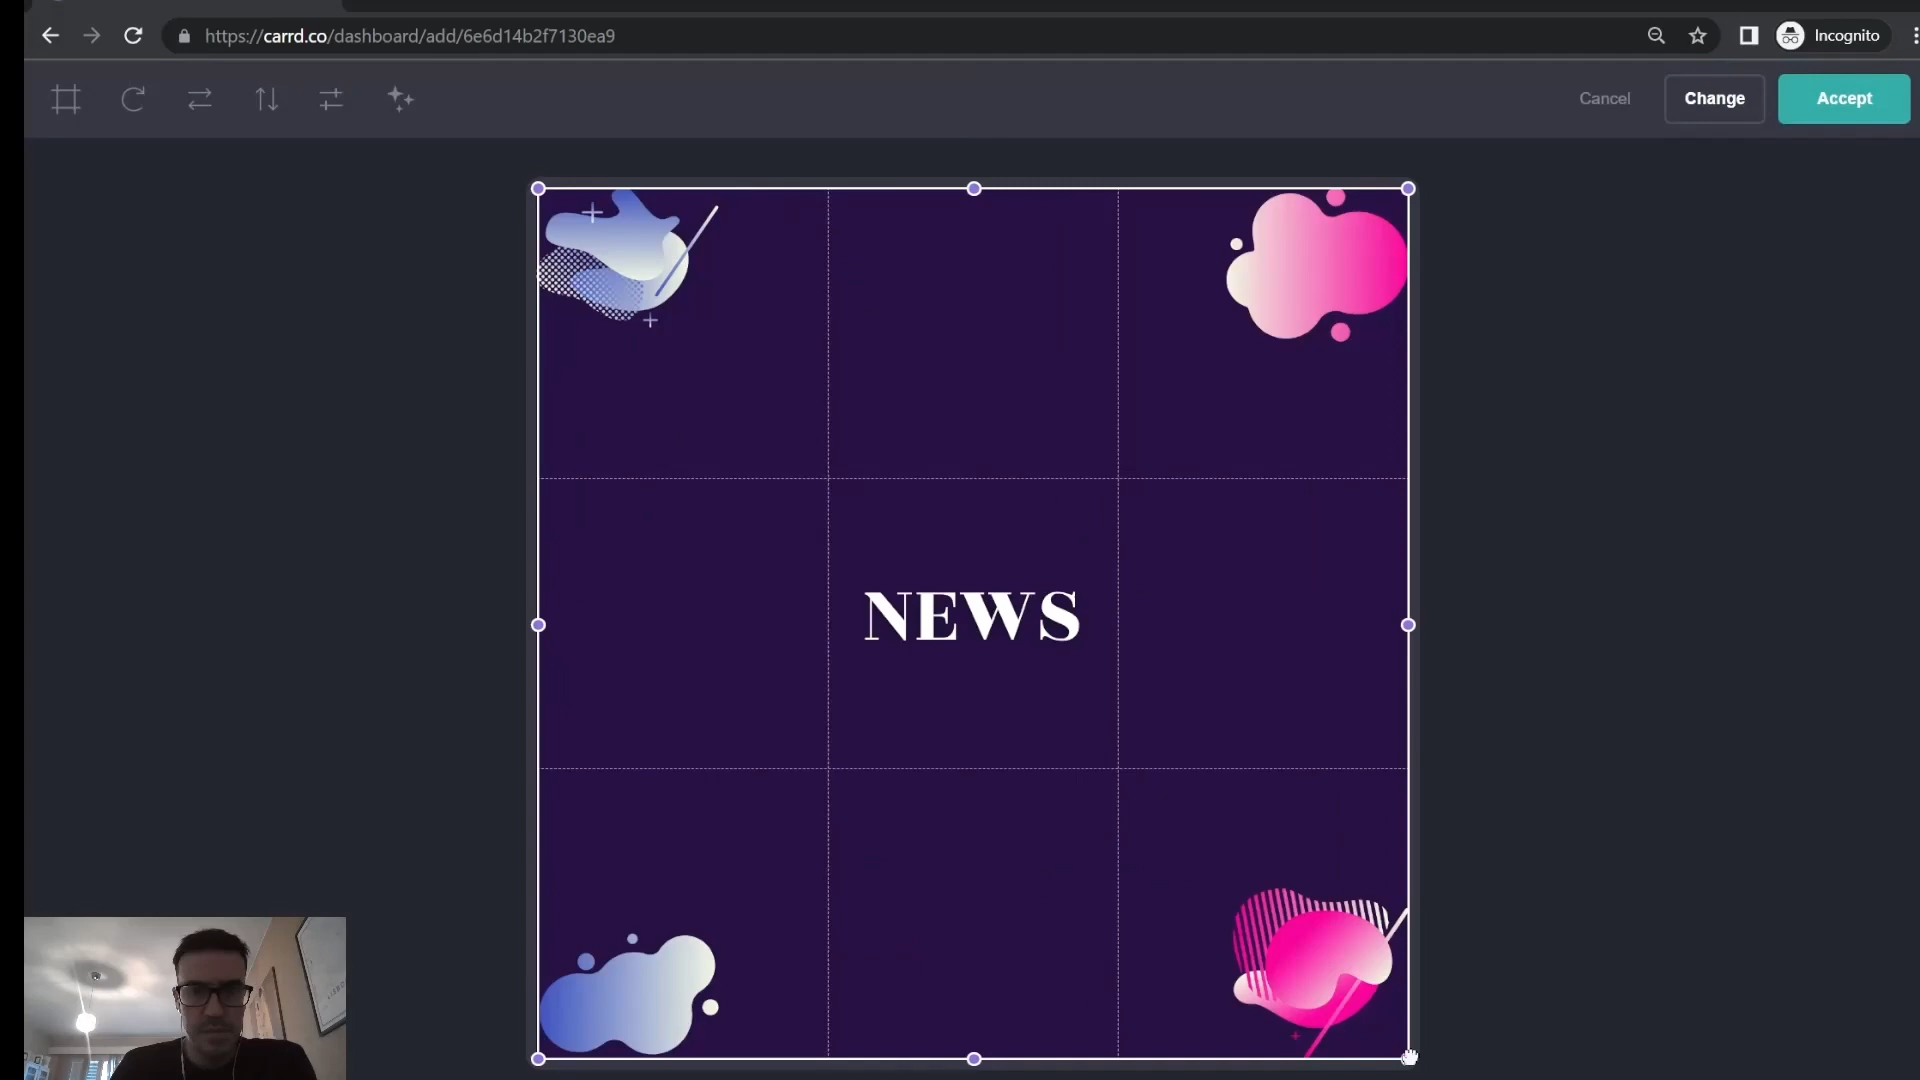 https://carrd.co/dashboard/add/6e6d14b2f7130ea9
Incognito
Cancel
Change
Accept
NEWS